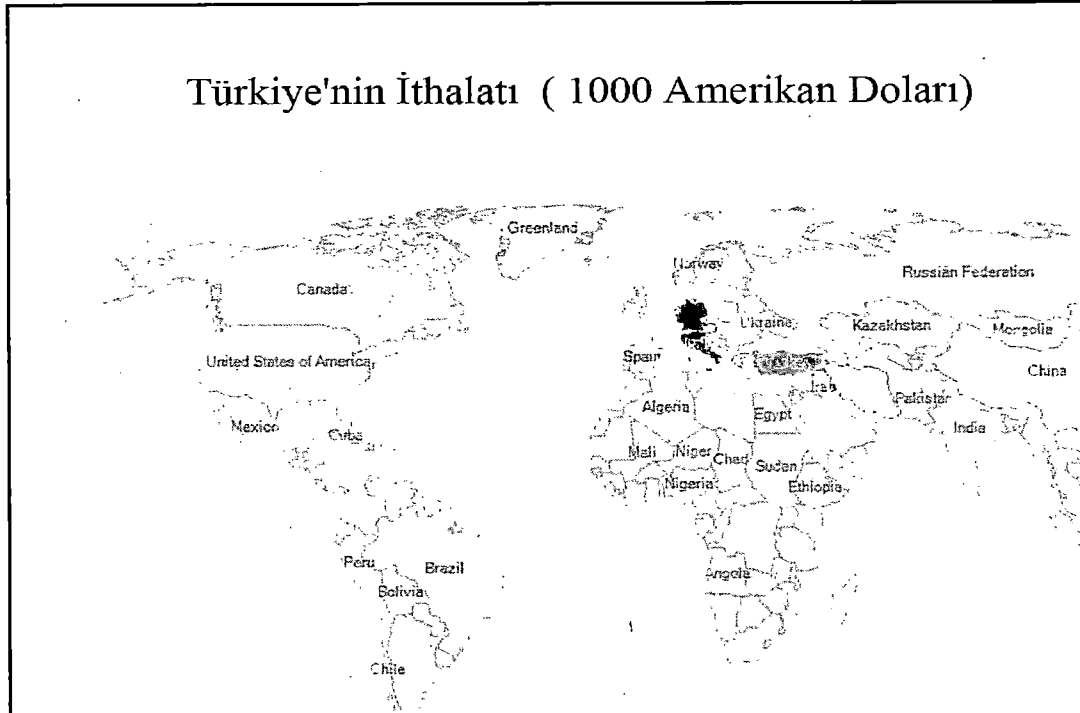 Türkiye'nin İthalatı ( 1000 Amerikan Doları)
Greenland
Norway
Russian Federation
Canada
Ukraine
Kazakhstan
Mongolia
United States of America
Spain
China
Iran
Algeria
Egypt
Pakistan
Mexico
Cuba
India
Mali
Niger
Chad
Sudan
Nigeria
Ethiopia
Peru
Brazil
Angola
Bolivia
Chile